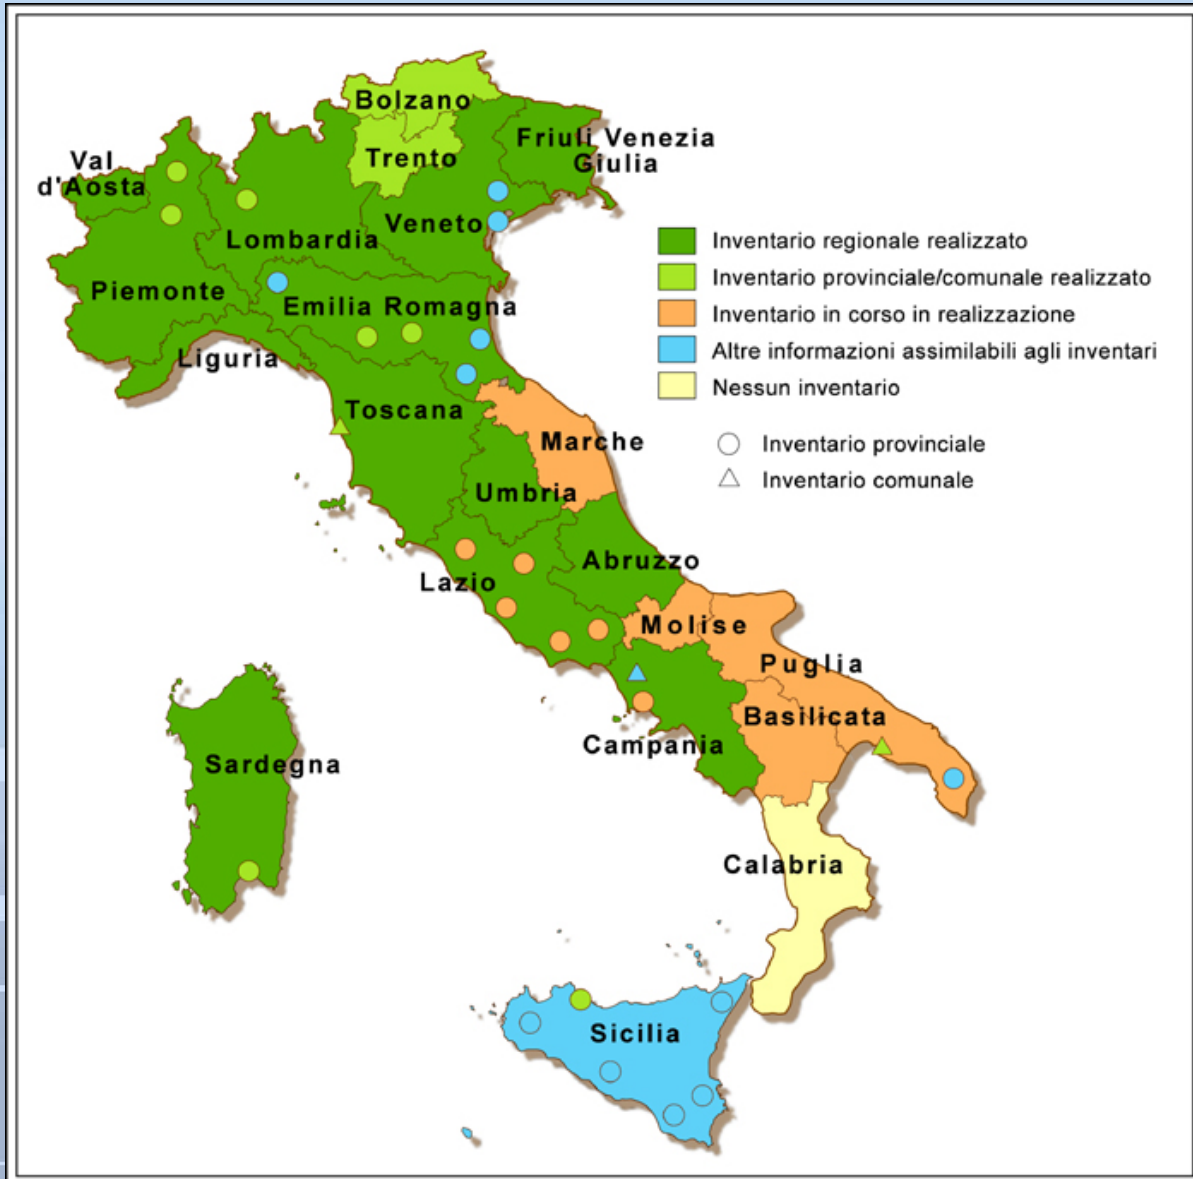 Bolzano
Trento
Friuli Venezia
Giulia
Val
d'Aosta
Veneto
Lombardia
Piemonte
Emilia Romagna
Liguria
Toscana
Marche
Umbria
Abruzzo
Lazio
Molise
Puglia
Basilicata
Campania
Sardegna
Calabria
Sicilia
Inventario regionale realizzato
Inventario provinciale/comunale realizzato
Inventario in corso in realizzazione
Altre informazioni assimilabili agli inventari
Nessun inventario
Inventario provinciale
Inventario comunale